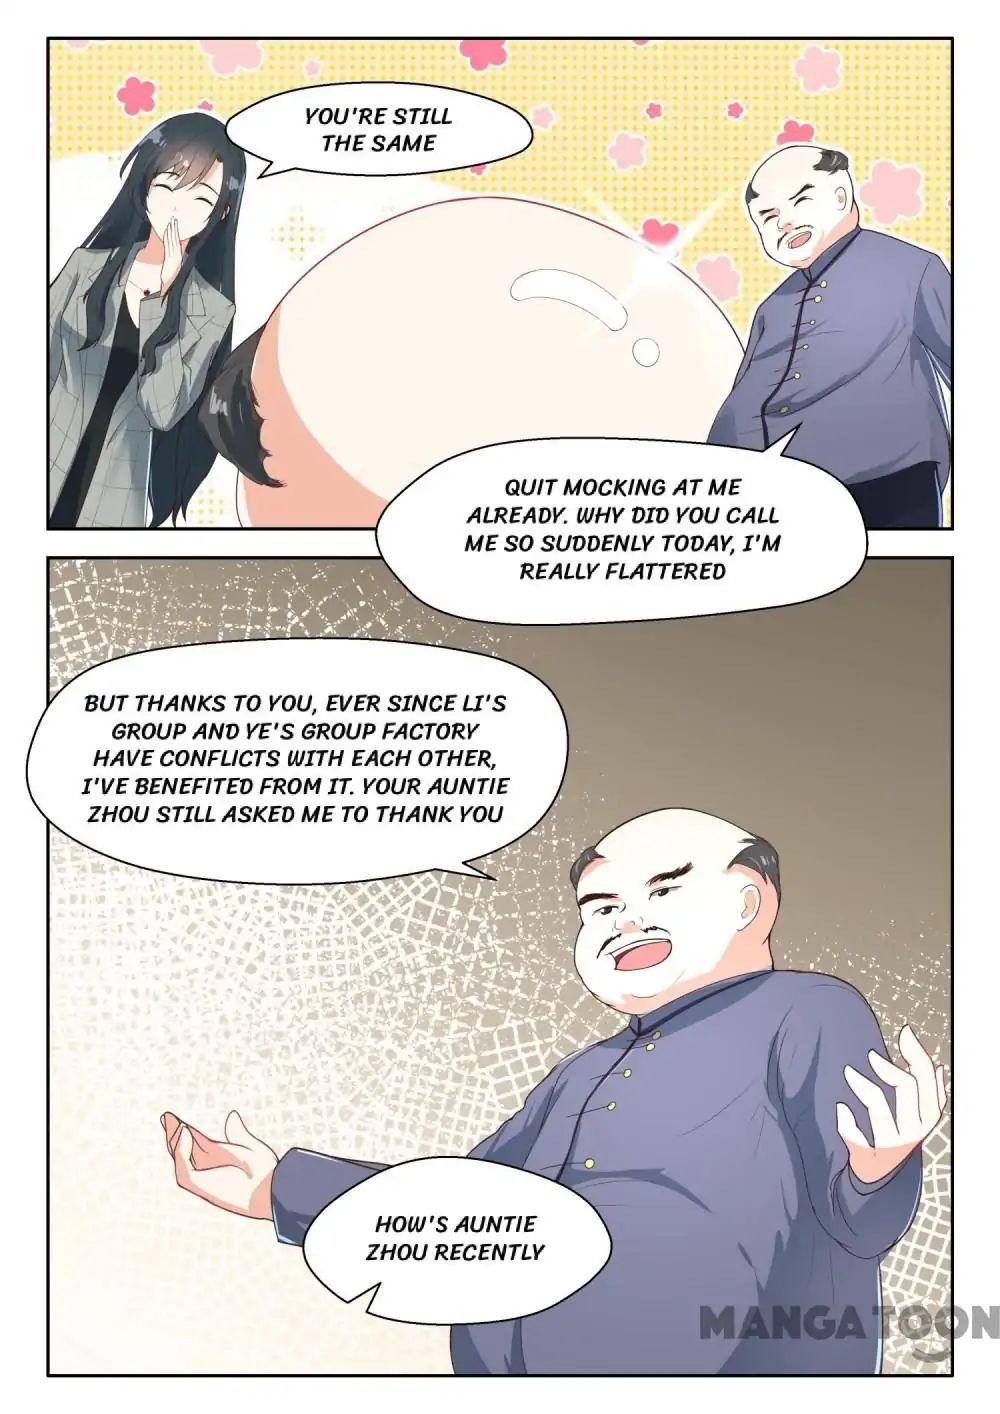 YOU'RE STILL
THE SAME
QUIT MOCKING AT ME
ALREADY. WHY DID YOU CALL
ME SO SUDDENLY TODAY, I'M
REALLY FLATTERED
BUT THANKS TO YOU, EVER SINCE LI'S
GROUP AND YE'S GROUP FACTORY
HAVE CONFLICTS WITH EACH OTHER,
I'VE BENEFITED FROM IT. YOUR AUNTIE
ZHOU STILL ASKED ME TO THANK YOU
HOW'S AUNTIE
ZHOU RECENTLY
MANGATOON